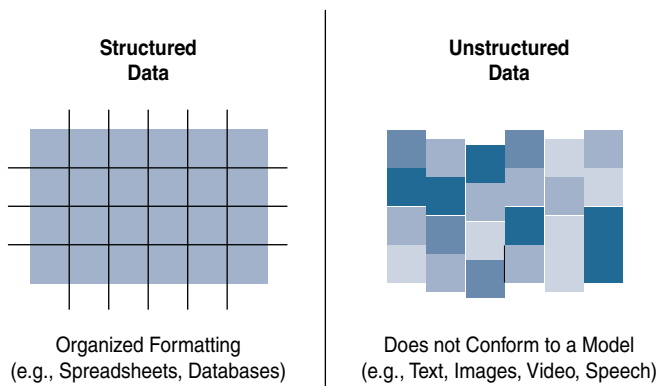 Structured
Data
Organized Formatting
(e.g., Spreadsheets, Databases)
Unstructured
Data
Does not Conform to a Model
(e.g., Text, Images, Video, Speech)